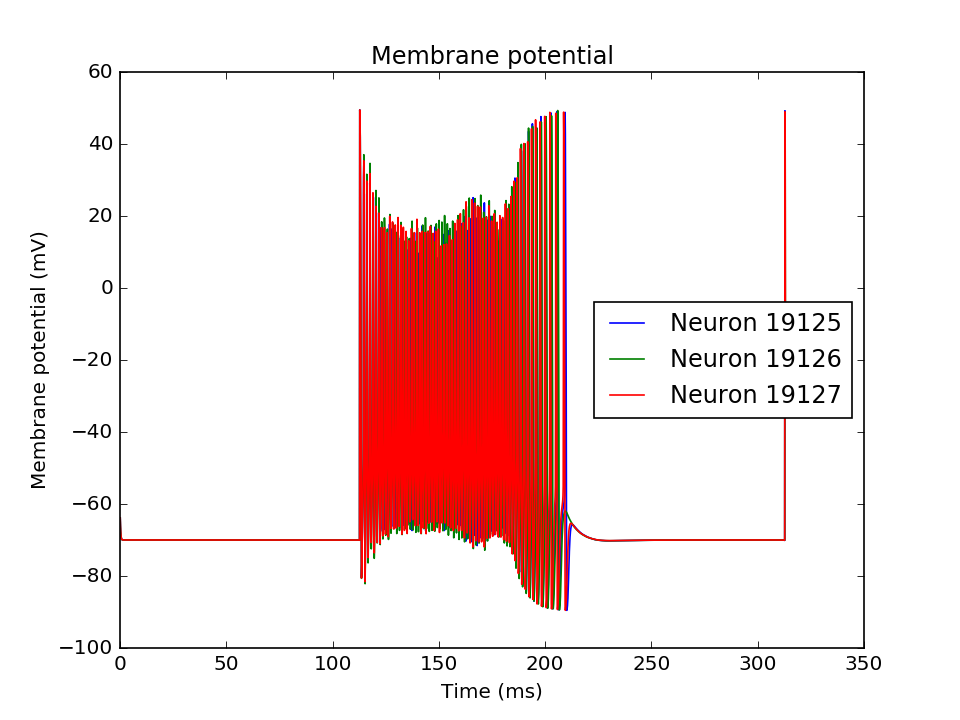 Membrane potential
60
40
20
0
−20
−40
−60
−80
−100
Membrane potential (mV)
Neuron 19125
Neuron 19126
Neuron 19127
0 50 100 150 200 250 300 350
Time (ms)